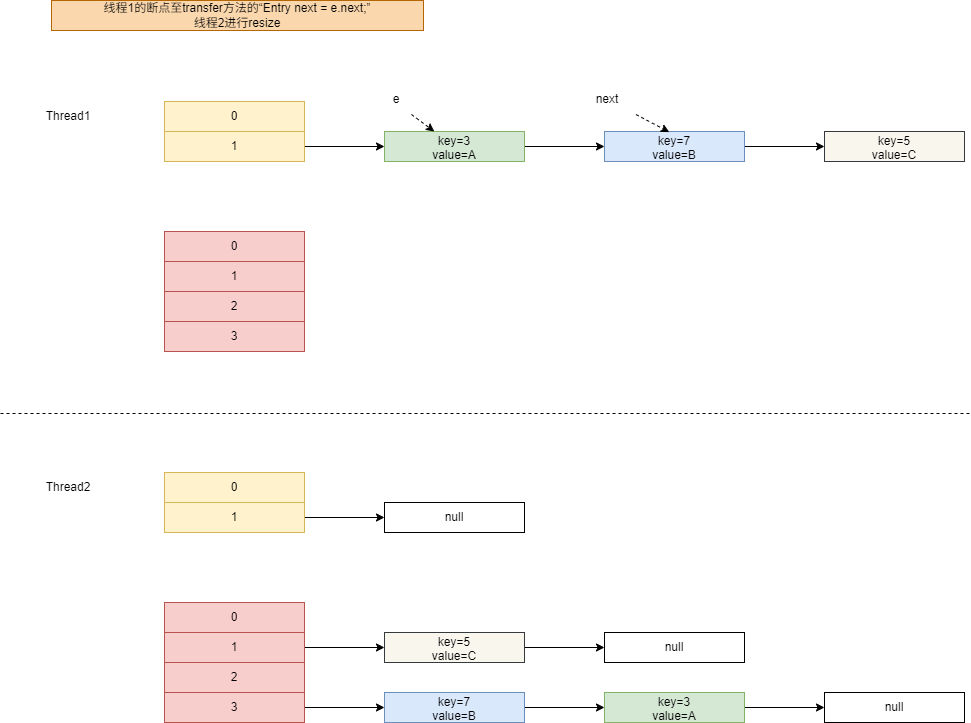 线程1的断点至transfer方法的“Entry next = e.next;”
线程2进行resize
e
next
Thread1
0
1
key=3
value=A
key=7
value=B
key=5
value=C
0
1
2
3
Thread2
0
1
null
0
1
key=5
value=C
null
2
3
key=7
value=B
key=3
value=A
null